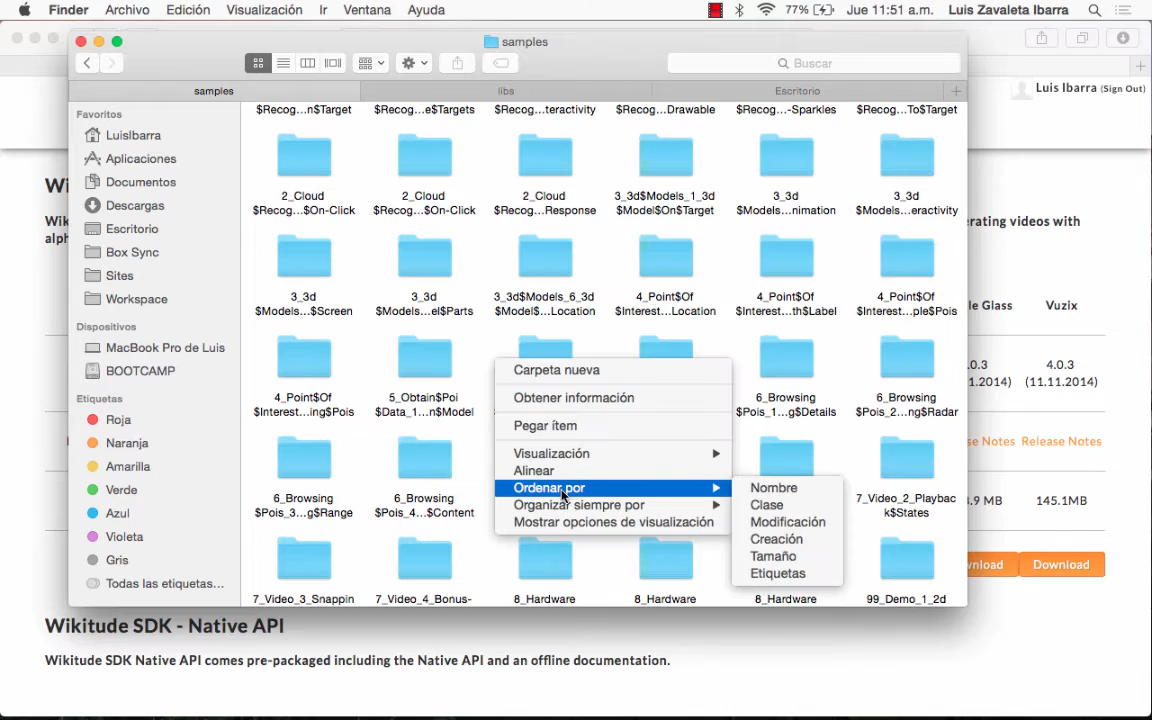 Finder Archivo Edición Visualización Ir Ventana Ayuda 77% Jue 11:51 a.m. Luis Zavaleta Ibarra
samples
Buscar
samples libs Escritorio
Luis Ibarra (Sign Out)
Favoritos
LuisIbarra
Aplicaciones
Documentos
Descargas
Escritorio
Box Sync
Sites
Workspace
Dispositivos
MacBook Pro de Luis
BOOTCAMP
Etiquetas
Roja
Naranja
Amarilla
Verde
Azul
Violeta
Gris
Todas las etiquetas...
$Recog...n$Target $Recog...e$Targets $Recog...teractivity $Recog...Drawable $Recog...-Sparkles $Recog...To$Target
2_Cloud 2_Cloud 2_Cloud 3_3d$Models_1_3d 3_3d 3_3d
$Recog...$On-Click $Recog...$On-Click $Recog...Response $Model$On$Target $Models...nimation $Models...eractivity
3_3d 3_3d 3_3d$Models_6_3d 4_Point$Of 4_Point$Of 4_Point$Of
$Models...$Screen $Models...el$Parts $Model$...Location $Interest...Location $Interest...th$Label $Interest...ple$Pois
4_Point$Of 5_Obtain$Poi 6_Browsing 6_Browsing
$Interest...ing$Pois $Data_1...n$Model $Pois_1...g$Details $Pois_2...ng$Radar
6_Browsing 6_Browsing 7_Video_2_Playbac
$Pois_3...g$Range $Pois_4...$Content k$States
7_Video_3_Snappin 7_Video_4_Bonus- 8_Hardware 8_Hardware 8_Hardware 99_Demo_1_2d
Carpeta nueva
Obtener información
Pegar ítem
Visualización
Alinear
Ordenar por
Organizar siempre por
Mostrar opciones de visualización
Nombre
Clase
Modificación
Creación
Tamaño
Etiquetas
Wi
Wik
alph
erating videos with
le Glass Vuzix
.0.3 4.0.3
(11.2014) (11.11.2014)
se Notes Release Notes
.9 MB 145.1MB
wnload Download
Wikitude SDK - Native API
Wikitude SDK Native API comes pre-packaged including the Native API and an offline documentation.